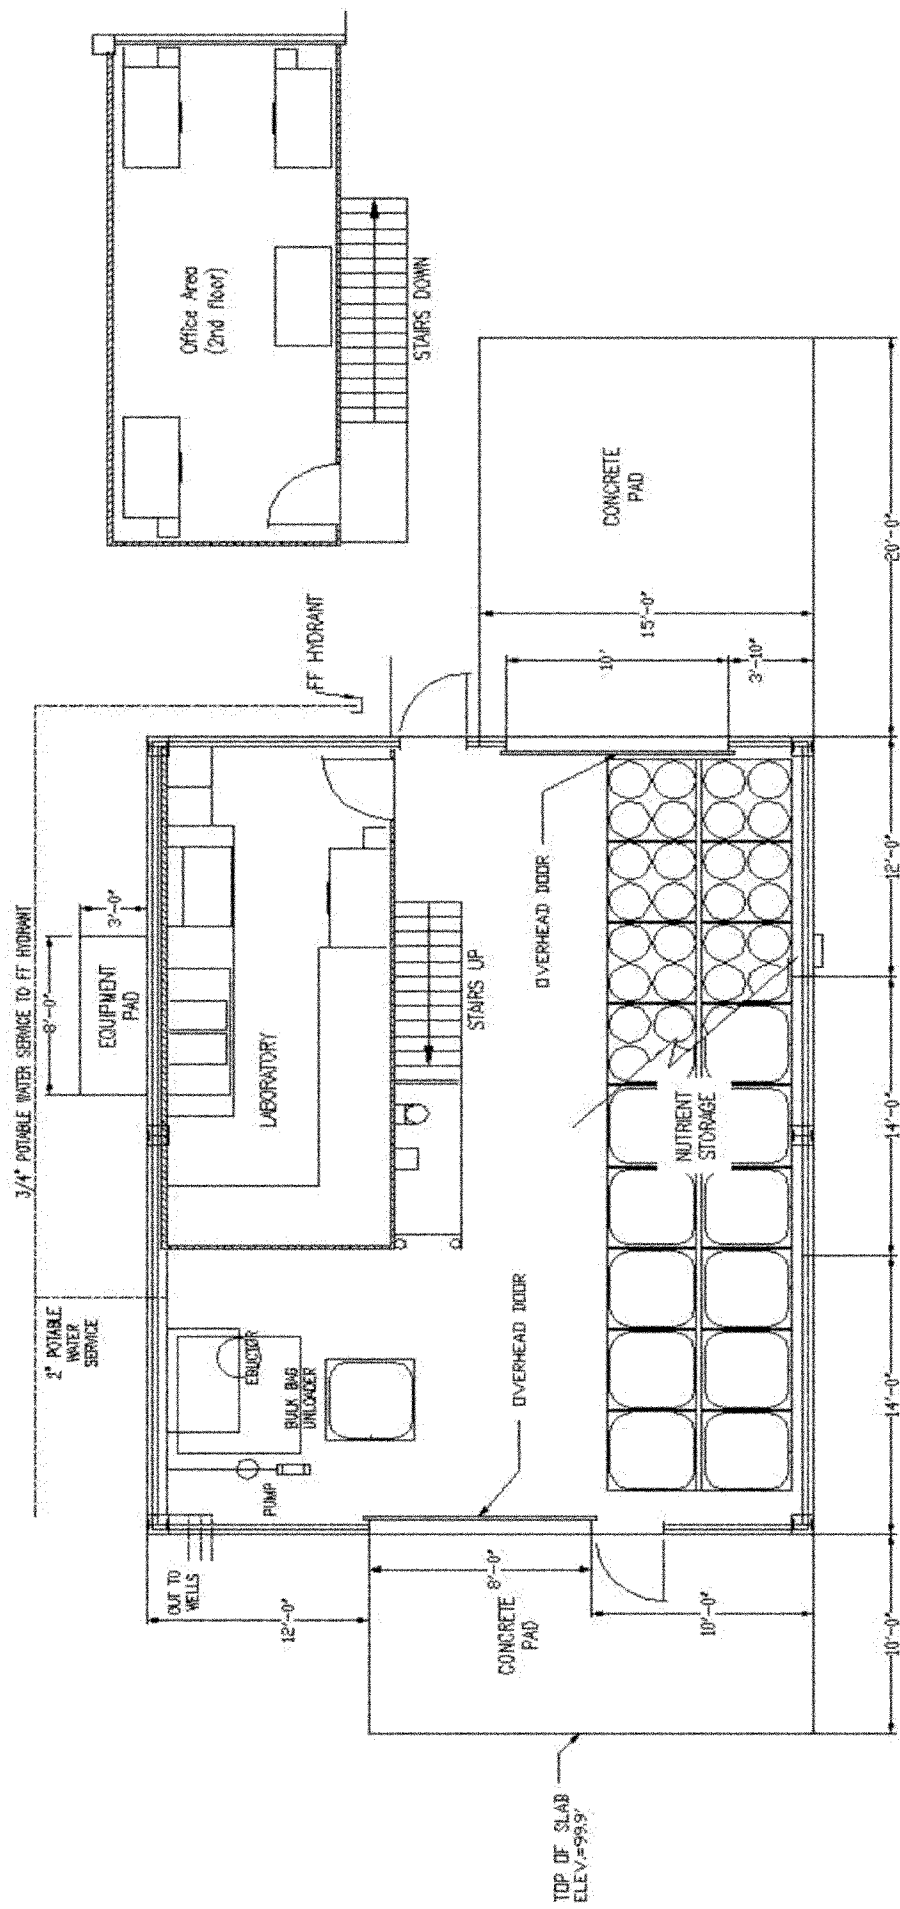 3/4" POTABLE WATER SERVICE TO FF HYDRANT
2" POTABLE
WATER
SERVICE
8'-0"
EQUIPMENT
PAD
3'-0"
FF HYDRANT
Office Area
(2nd floor)
STAIRS DOWN
OUT TO
WELLS
PUMP
EDUCTOR
BULK BAG
UNLOADER
LABORATORY
STAIRS UP
12'-0"
8'-0"
CONCRETE
PAD
10'-0"
OVERHEAD DOOR
OVERHEAD DOOR
10'
15'-0"
3'-10"
CONCRETE
PAD
NUTRIENT
STORAGE
TOP OF SLAB
ELEV.=99.9'
10'-0"
14'-0"
14'-0"
12'-0"
20'-0"